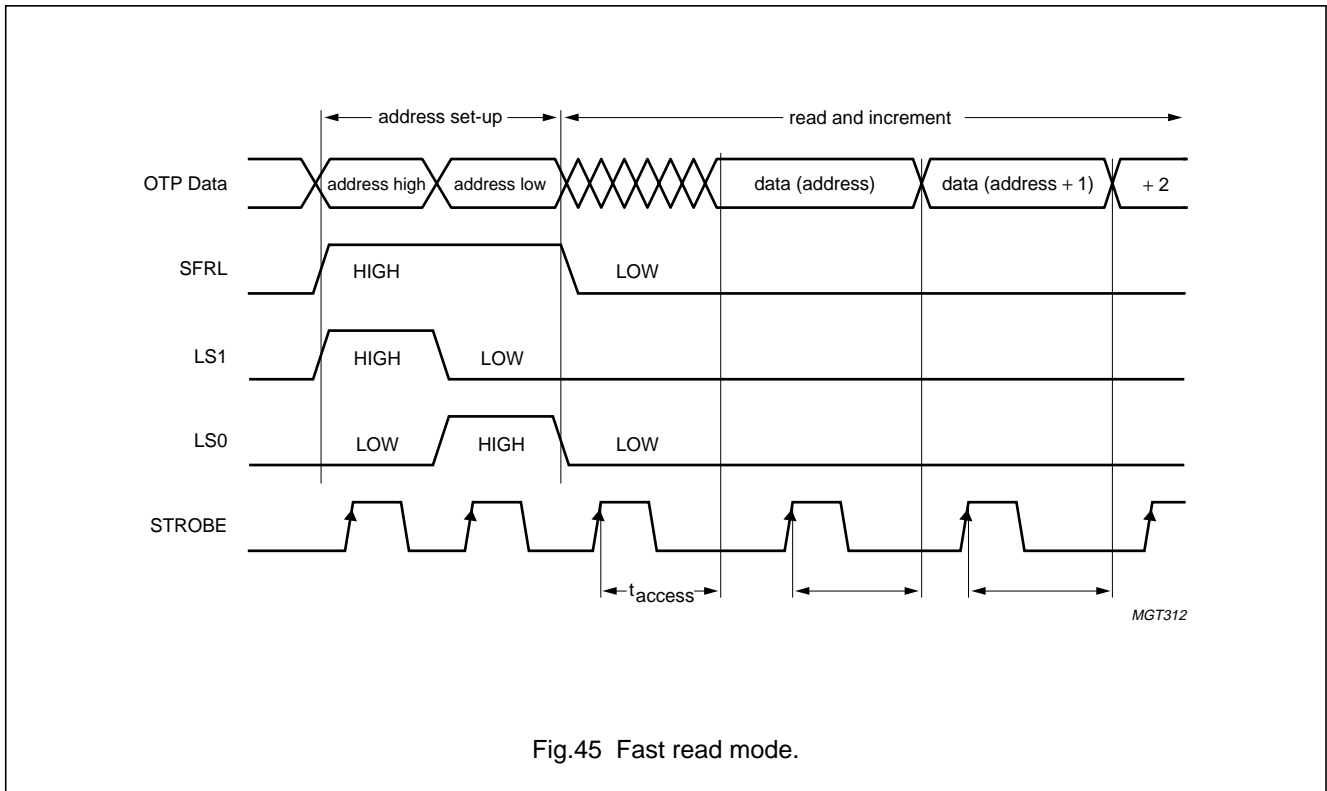 address set-up read and increment
OTP Data address high address low data (address) data (address + 1) + 2
SFRL HIGH LOW
LS1 HIGH LOW
LS0 LOW HIGH LOW
STROBE
taccess
MGT312
Fig.45 Fast read mode.